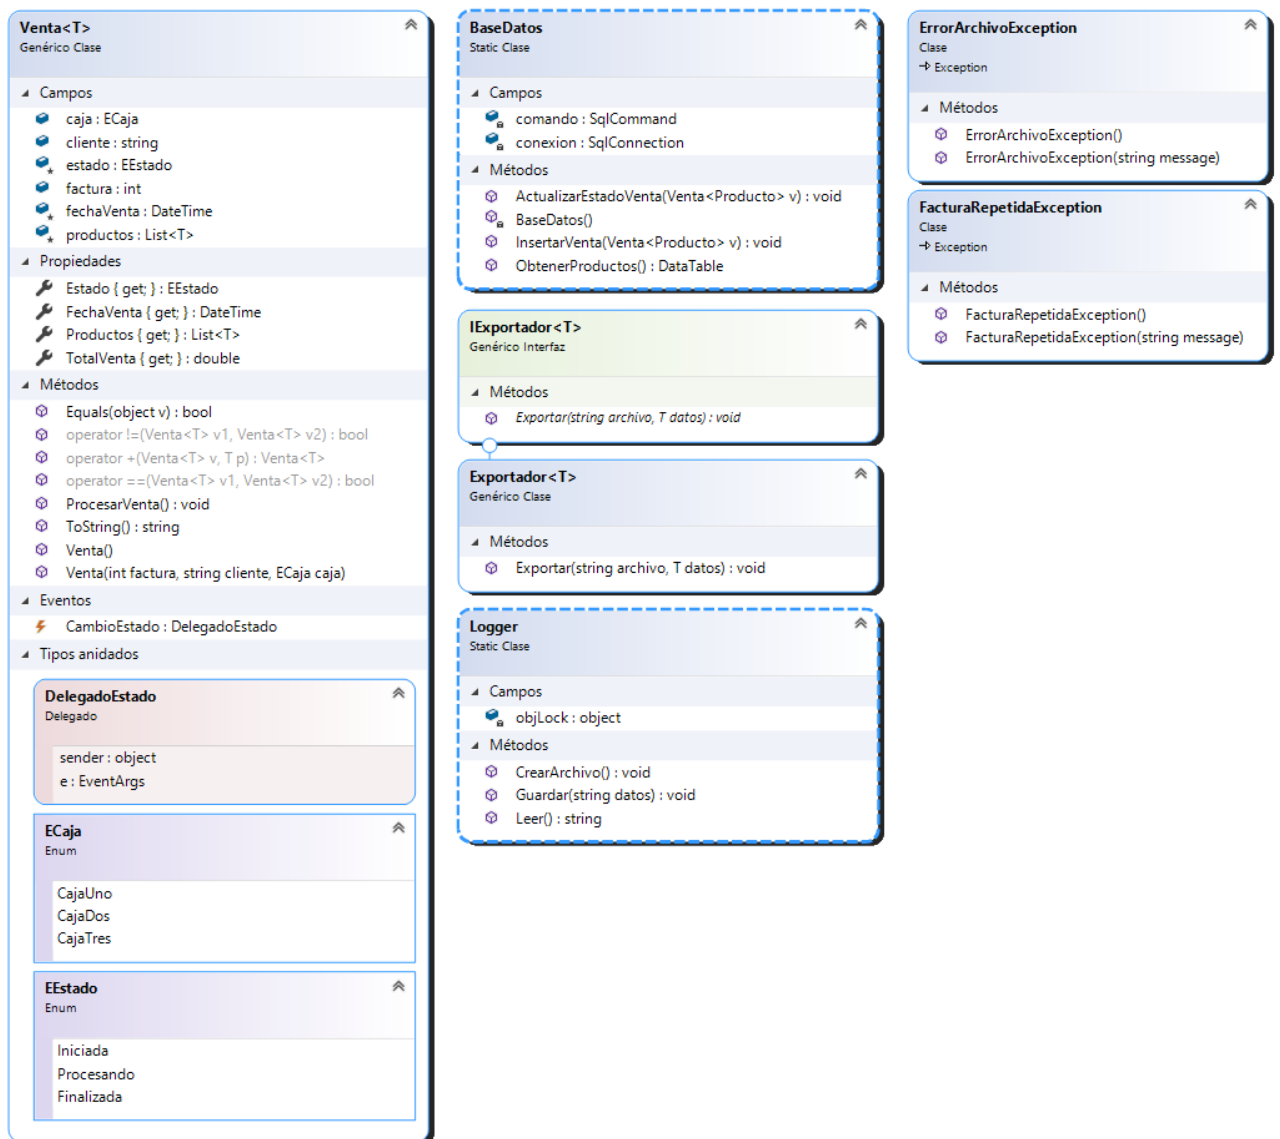 Venta<T>
Genérico Clase
Campos
caja : ECaja
cliente : string
estado : EEstado
factura : int
fechaVenta : DateTime
productos : List<T>
Propiedades
Estado { get; } : EEstado
FechaVenta { get; } : DateTime
Productos { get; } : List<T>
TotalVenta { get; } : double
Métodos
Equals(object v) : bool
operator !=(Venta<T> v1, Venta<T> v2) : bool
operator +(Venta<T> v, T p) : Venta<T>
operator ==(Venta<T> v1, Venta<T> v2) : bool
ProcesarVenta() : void
ToString() : string
Venta()
Venta(int factura, string cliente, ECaja caja)
Eventos
CambioEstado : DelegadoEstado
Tipos anidados
DelegadoEstado
Delegado
sender : object
e : EventArgs
ECaja
Enum
CajaUno
CajaDos
CajaTres
EEstado
Enum
Iniciada
Procesando
Finalizada
BaseDatos
Static Clase
Campos
comando : SqlCommand
conexion : SqlConnection
Métodos
ActualizarEstadoVenta(Venta<Producto> v) : void
BaseDatos()
InsertarVenta(Venta<Producto> v) : void
ObtenerProductos() : DataTable
IExportador<T>
Genérico Interfaz
Métodos
Exportar(string archivo, T datos) : void
Exportador<T>
Genérico Clase
Métodos
Exportar(string archivo, T datos) : void
Logger
Static Clase
Campos
objLock : object
Métodos
CrearArchivo() : void
Guardar(string datos) : void
Leer() : string
ErrorArchivoException
Clase
Exception
Métodos
ErrorArchivoException()
ErrorArchivoException(string message)
FacturaRepetidaException
Clase
Exception
Métodos
FacturaRepetidaException()
FacturaRepetidaException(string message)